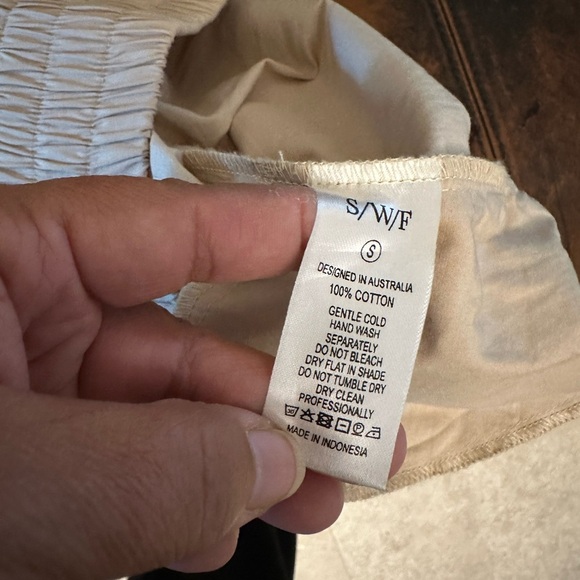 S/W/F
S
DESIGNED IN AUSTRALIA
100% COTTON
GENTLE COLD
HAND WASH
SEPARATELY
DO NOT BLEACH
DRY FLAT IN SHADE
DO NOT TUMBLE DRY
DRY CLEAN
PROFESSIONALLY
MADE IN INDONESIA